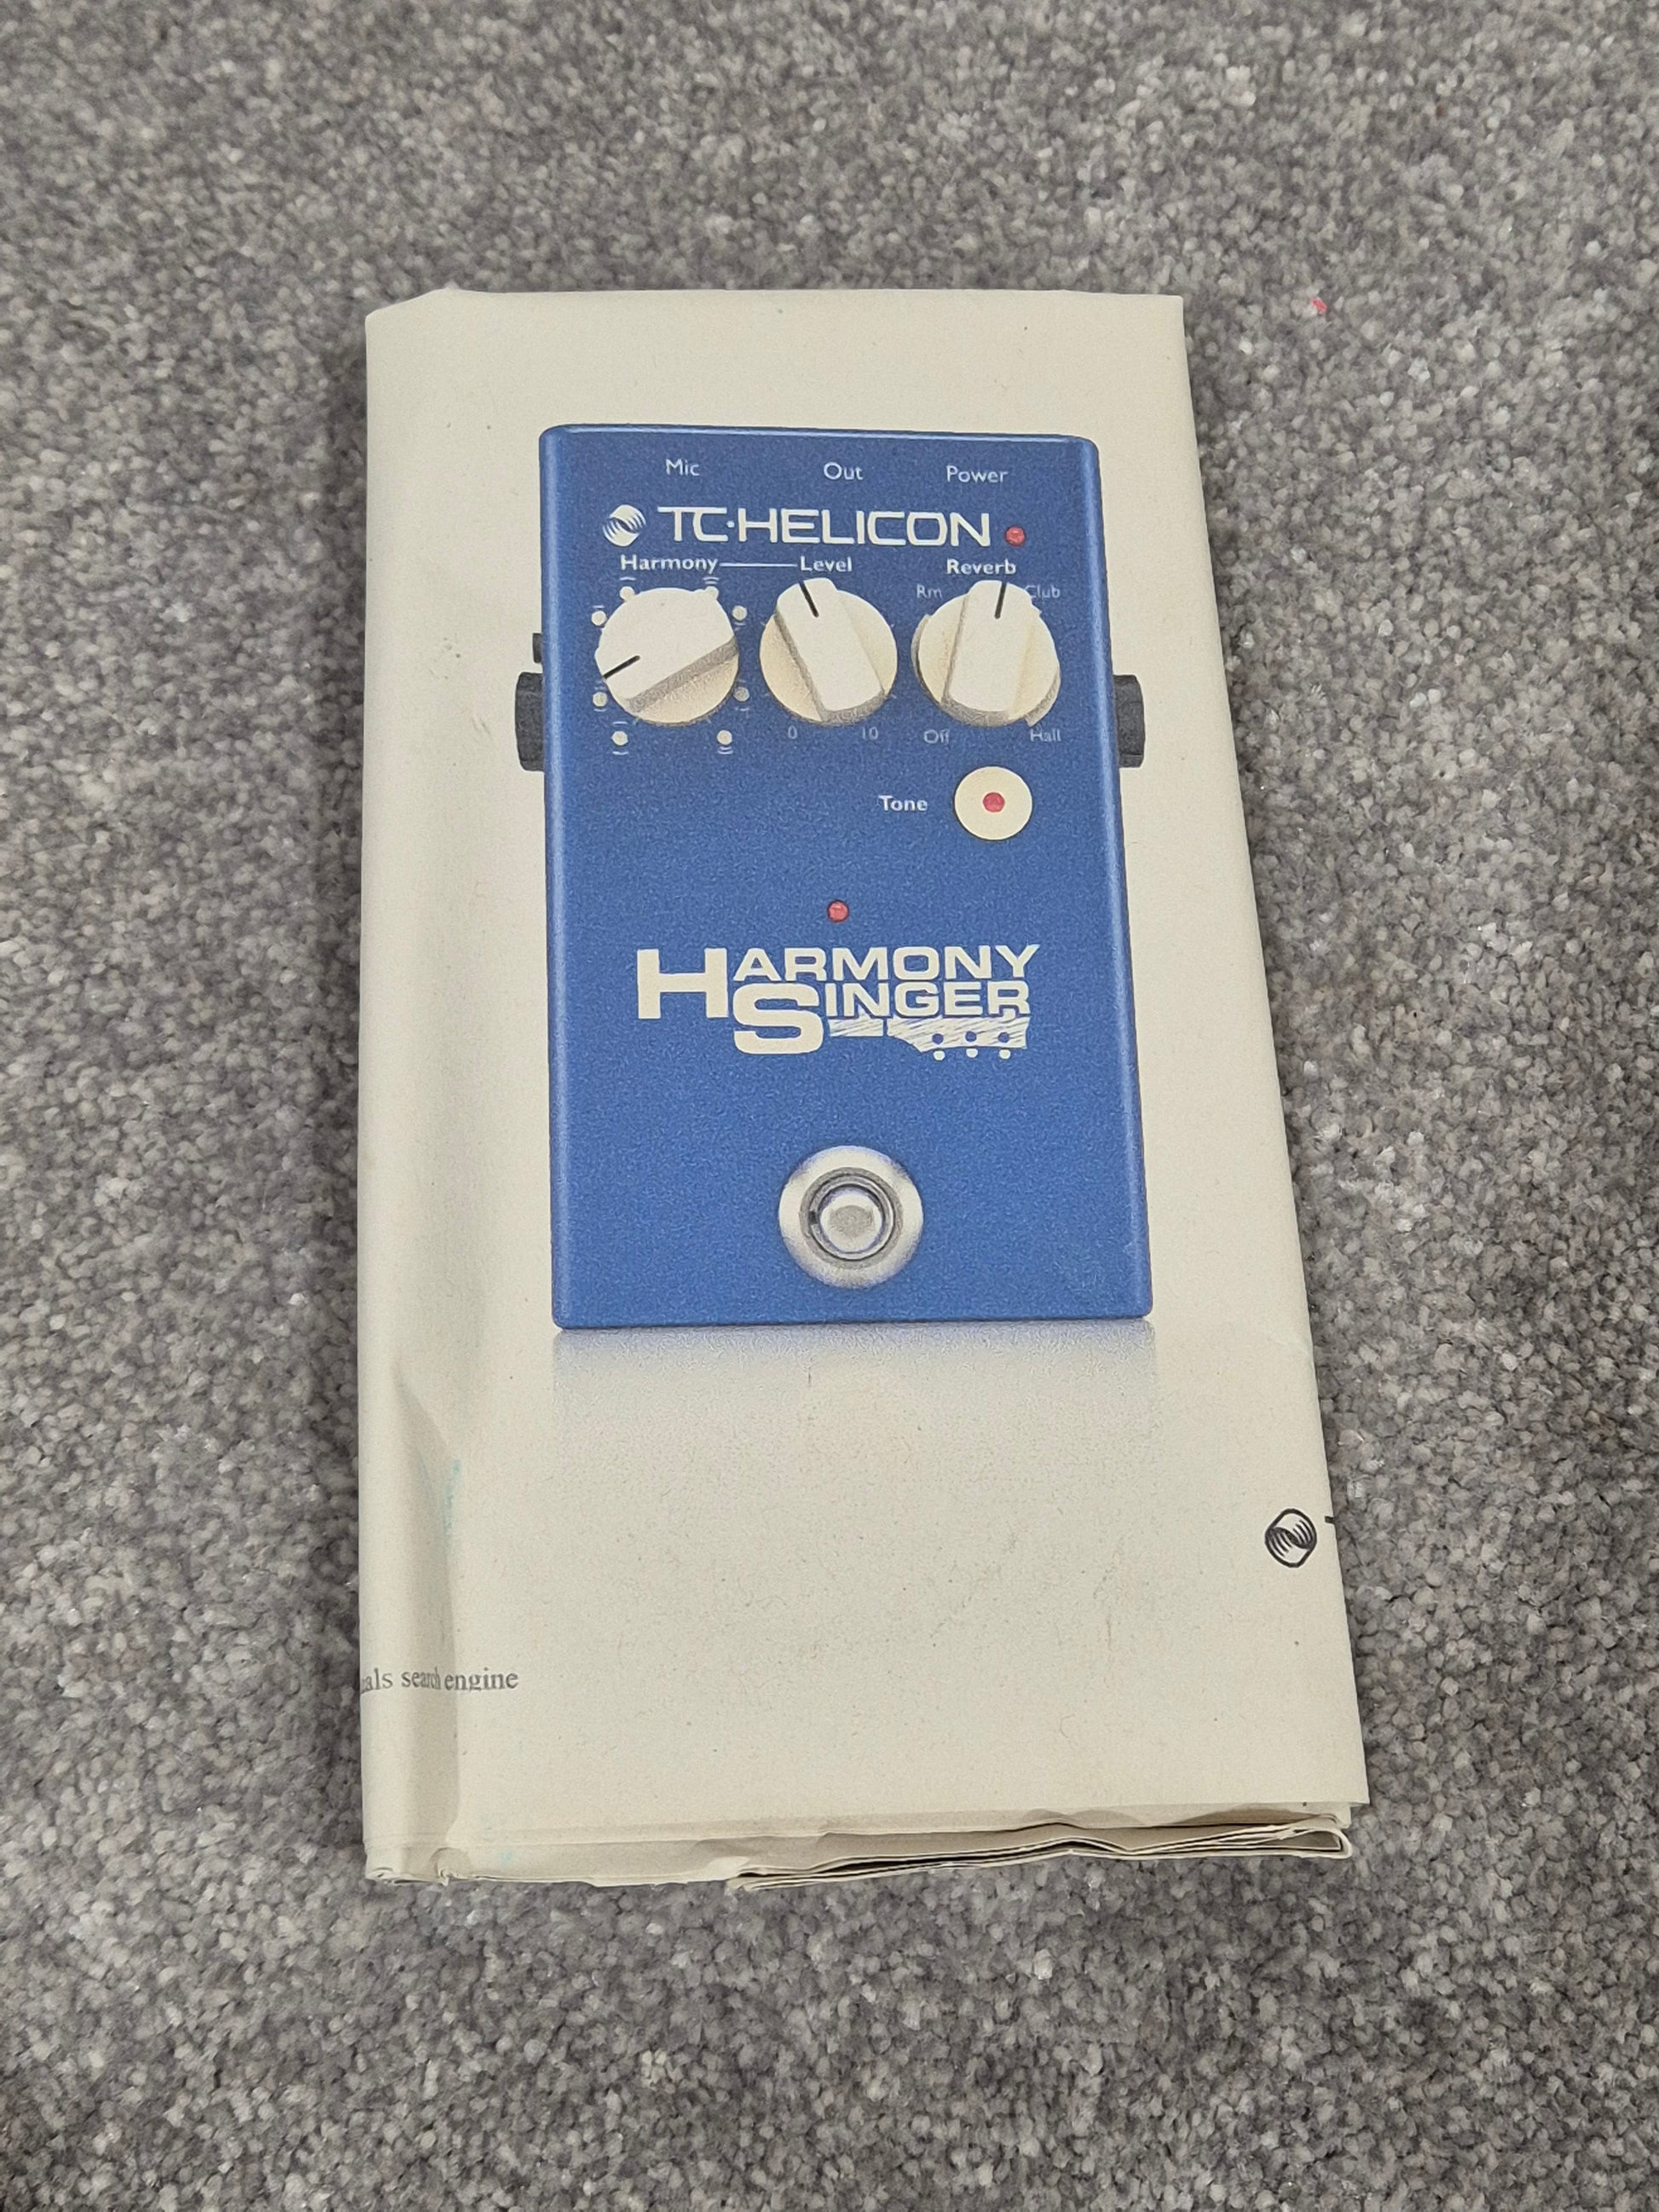 Mic Out Power
TC·HELICON
Harmony Level Reverb
Rm Club
0 10 Off Hall
Tone
HARMONY
SINGER
als search engine